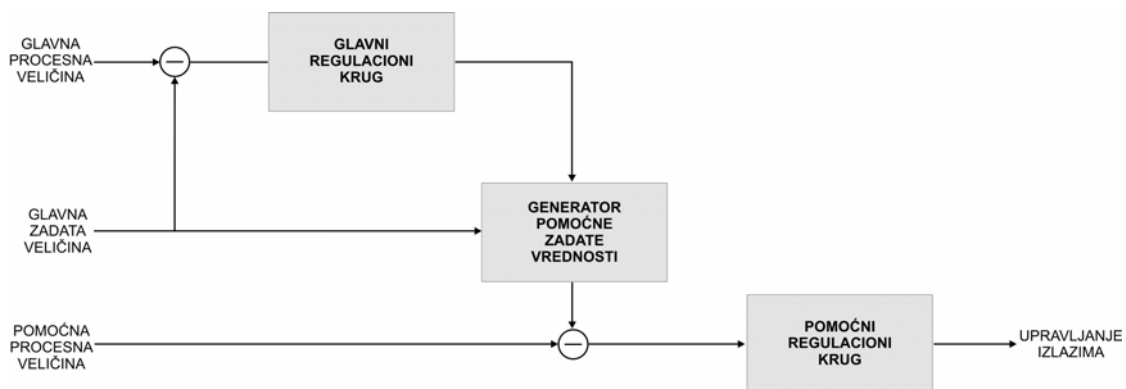 GLAVNA
PROCESNA
VELIČINA
GLAVNI
REGULACIONI
KRUG
GLAVNA
ZADATA
VELIČINA
GENERATOR
POMOĆNE
ZADATE
VREDNOSTI
POMOĆNA
PROCESNA
VELIČINA
POMOĆNI
REGULACIONI
KRUG
UPRAVLJANJE
IZLAZIMA